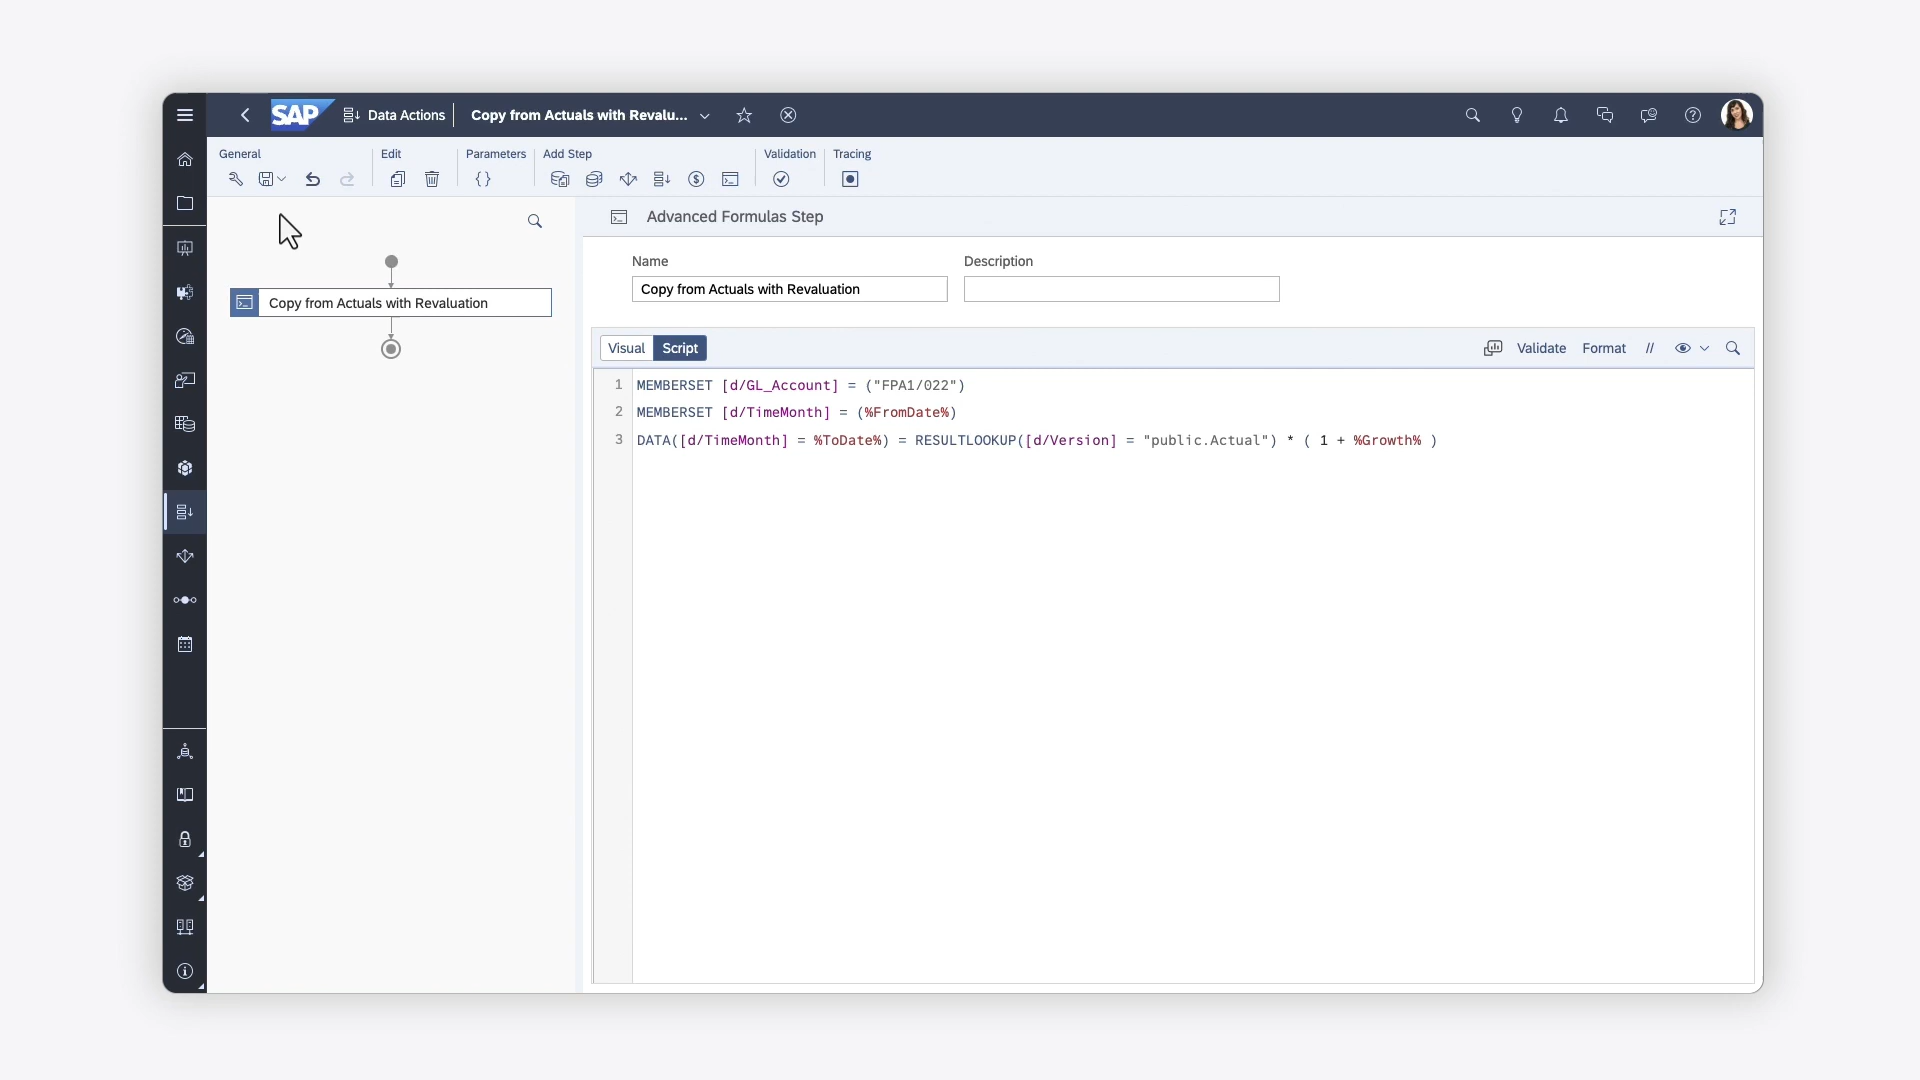 SAP Data Actions Copy from Actuals with Revalu...
General Edit Parameters Add Step Validation Tracing
Advanced Formulas Step
Name Description
Copy from Actuals with Revaluation
Copy from Actuals with Revaluation
Visual Script Validate Format //
1 MEMBERSET [d/GL_Account] = ("FPA1/022")
2 MEMBERSET [d/TimeMonth] = (%FromDate%)
3 DATA([d/TimeMonth] = %ToDate%) = RESULTLOOKUP([d/Version] = "public.Actual") * ( 1 + %Growth% )